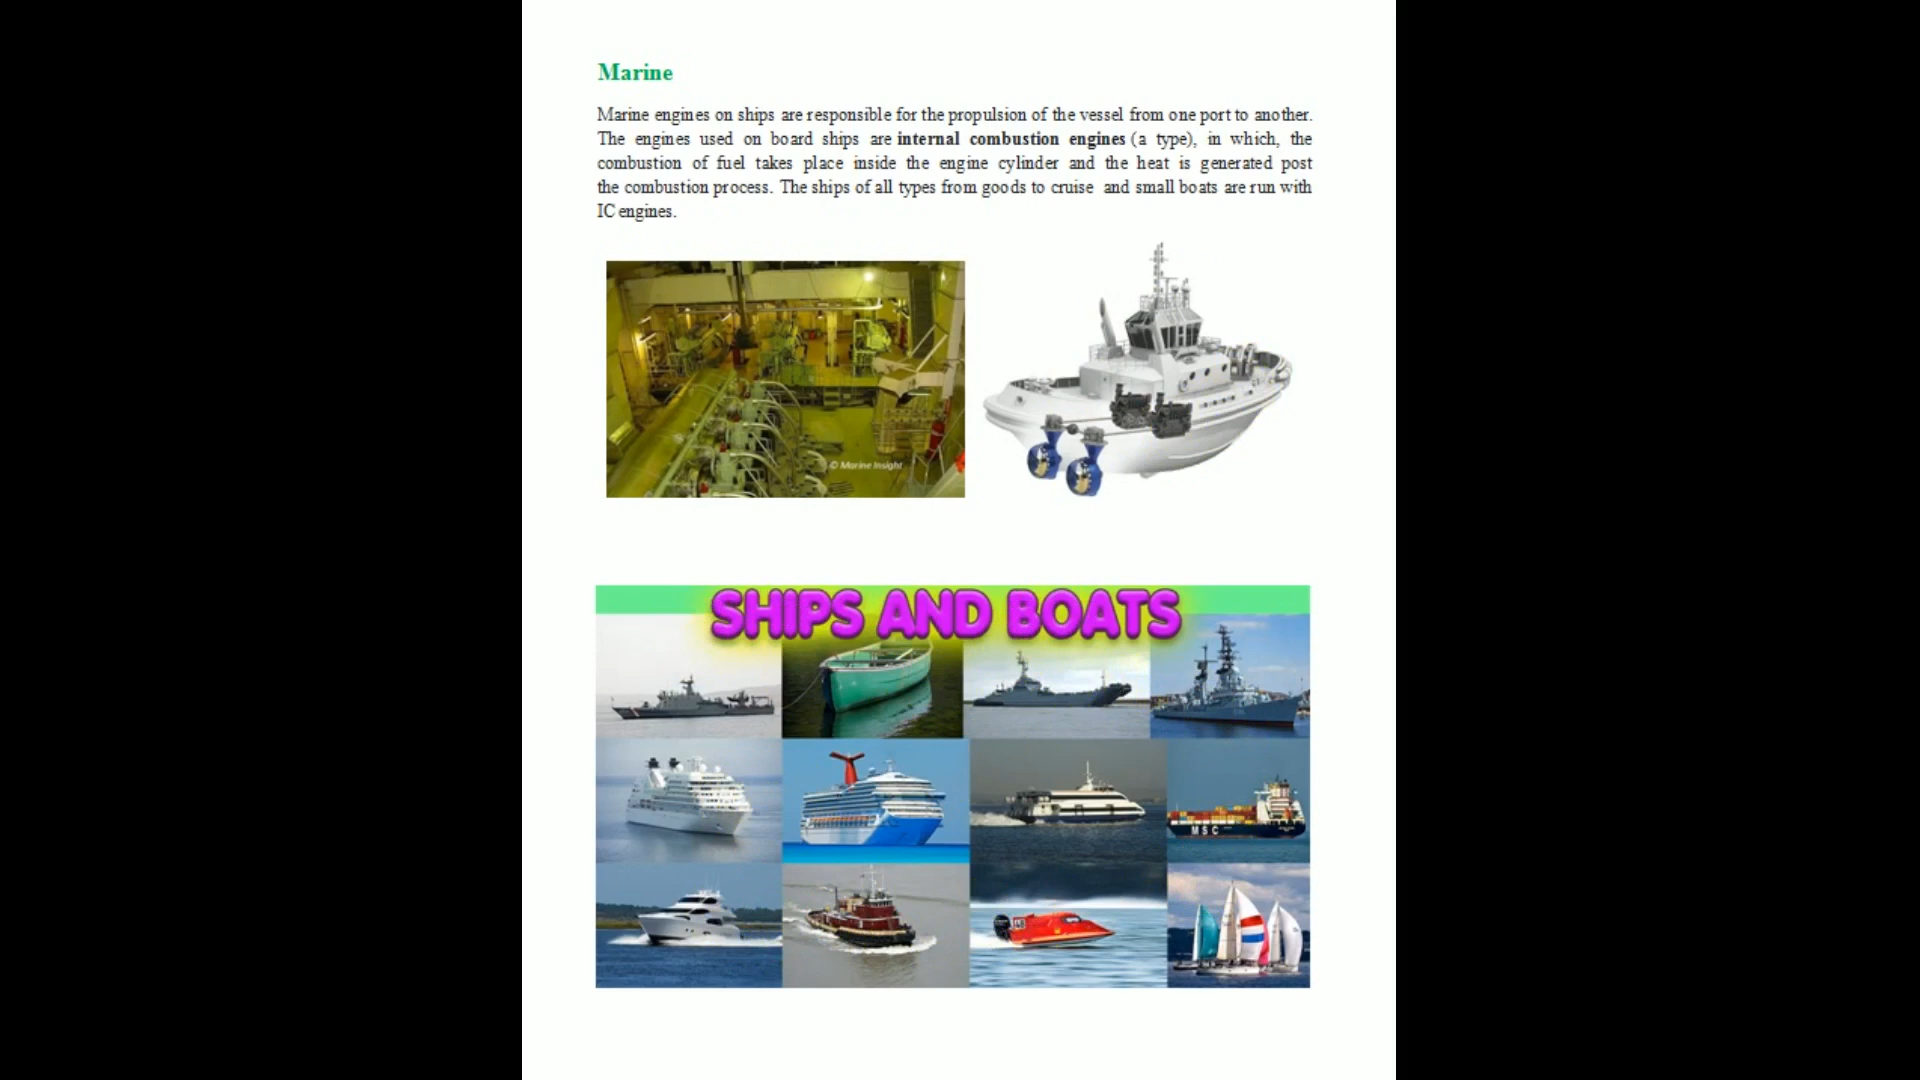 Marine
Marine engines on ships are responsible for the propulsion of the vessel from one port to another.
The engines used on board ships are internal combustion engines (a type), in which, the
combustion of fuel takes place inside the engine cylinder and the heat is generated post
the combustion process. The ships of all types from goods to cruise and small boats are run with
IC engines.
© Marine Insight
SHIPS AND BOATS
MSC